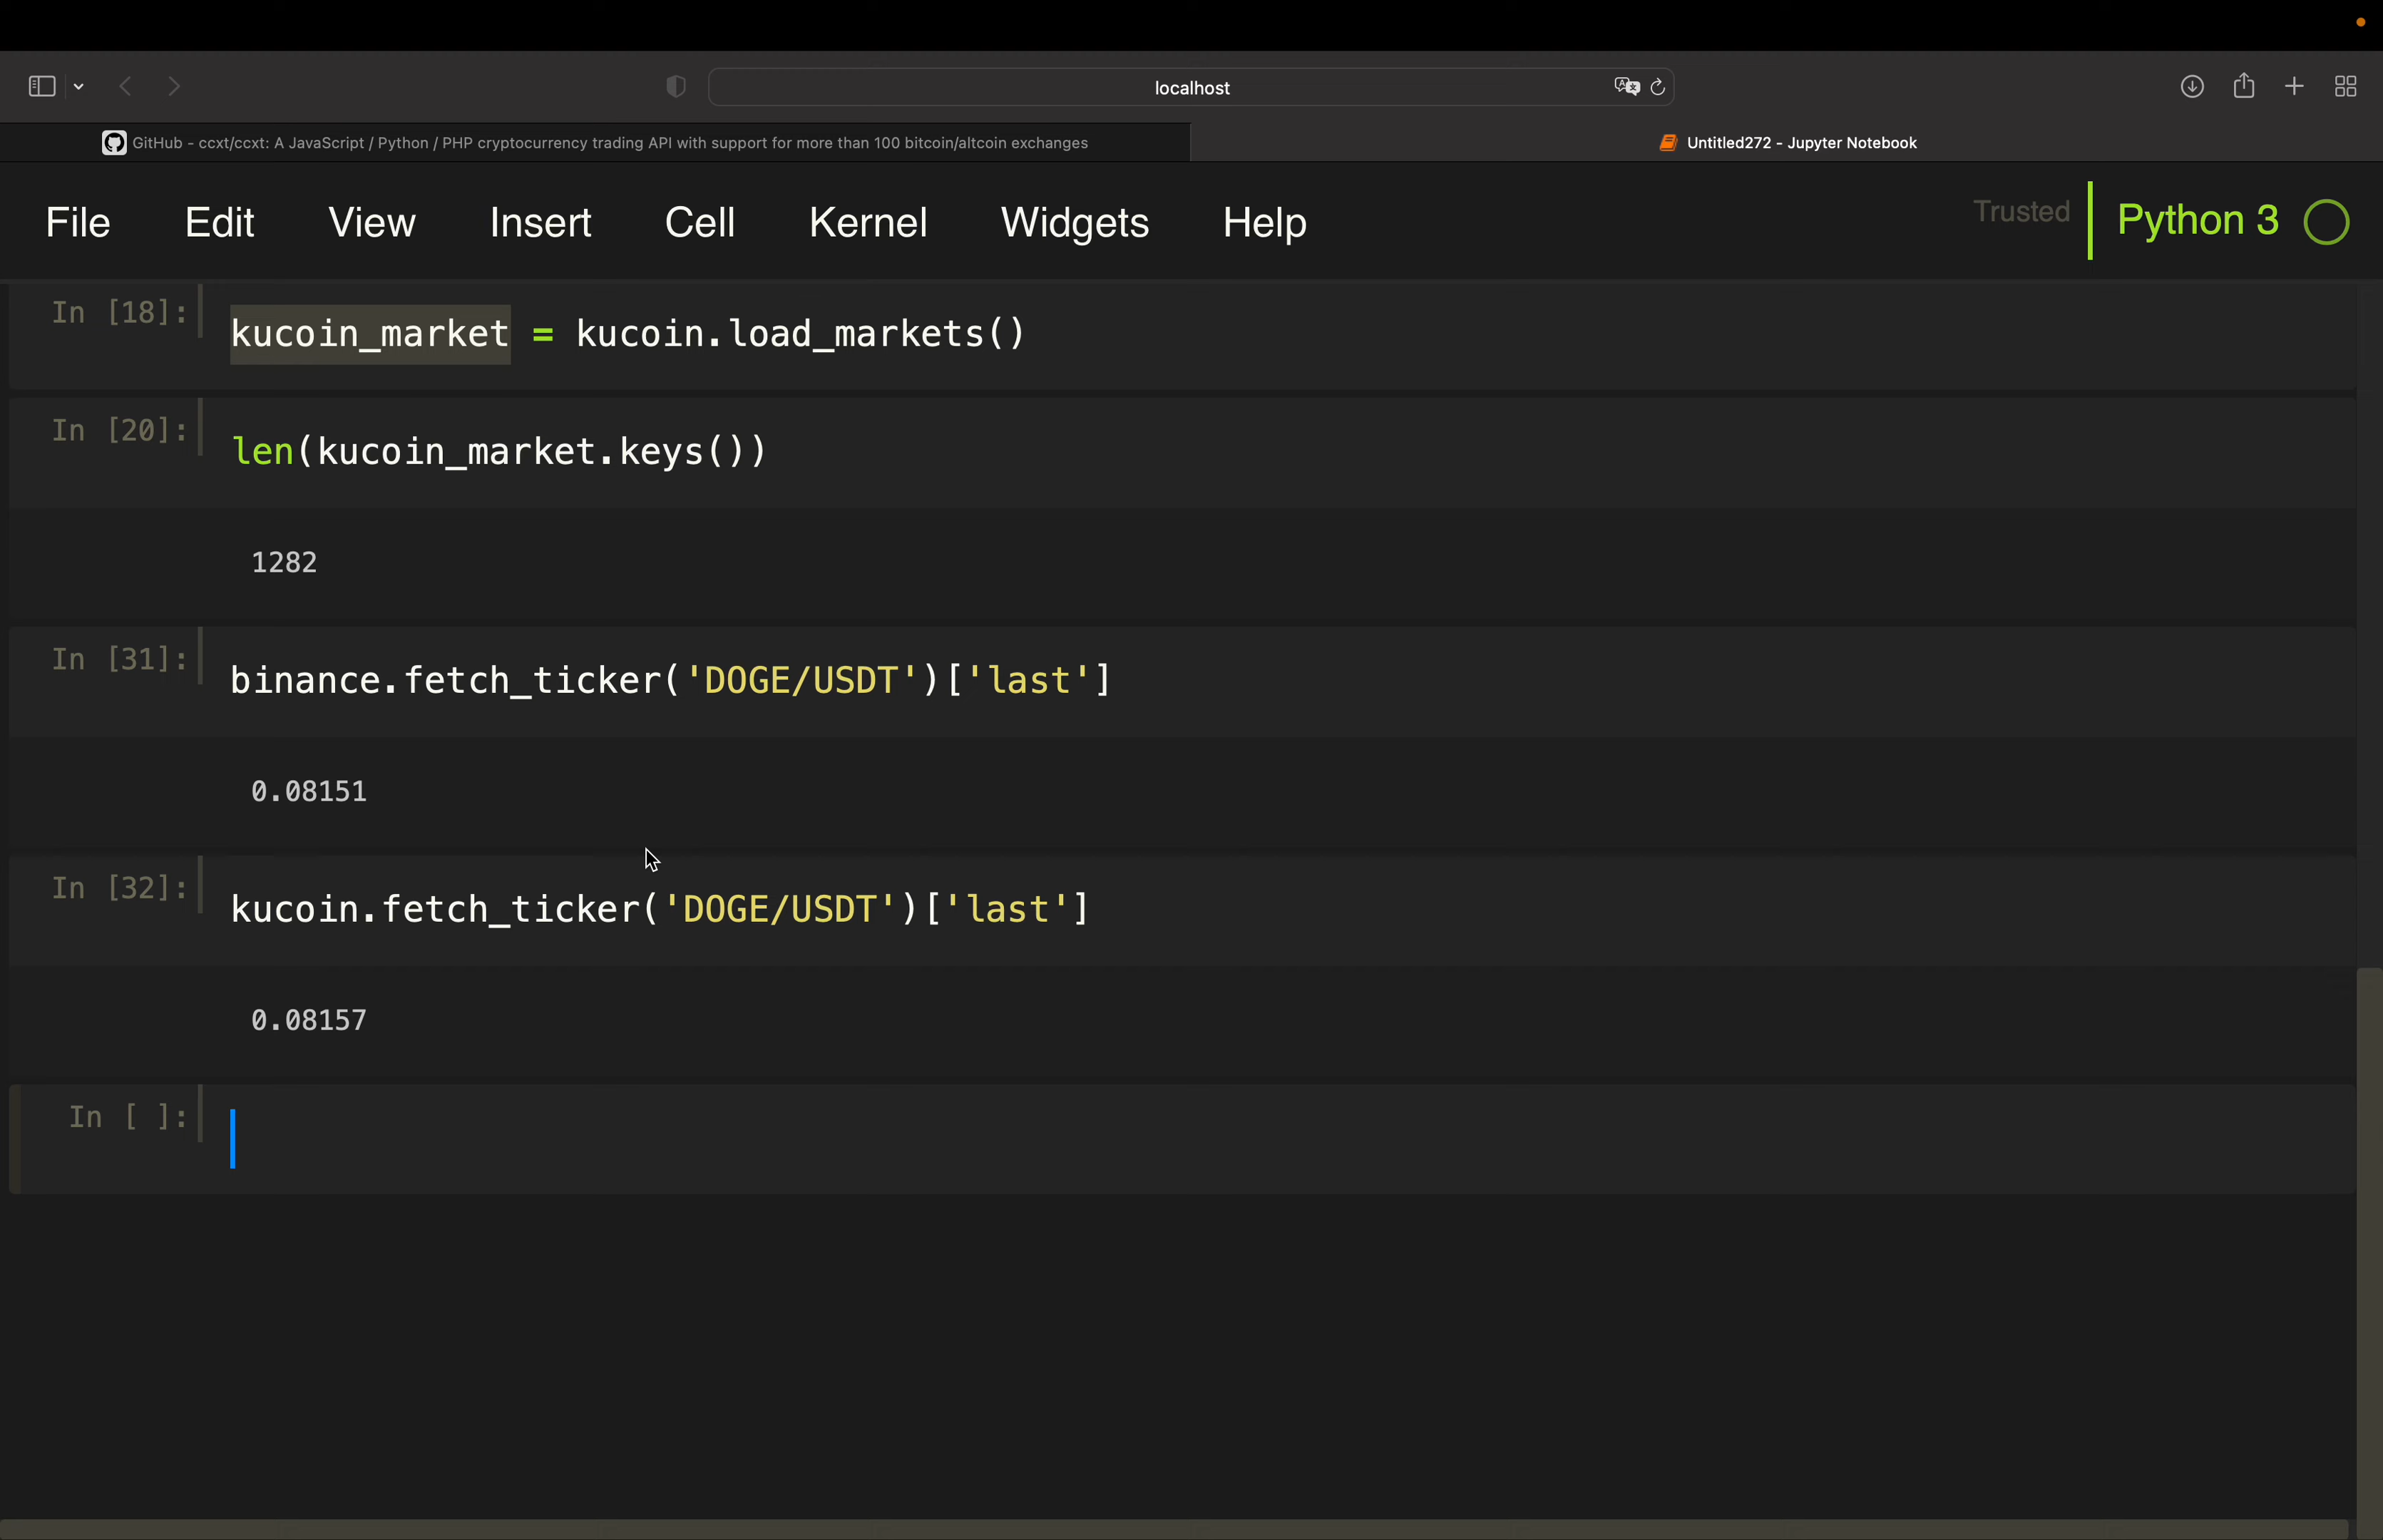 localhost
GitHub - ccxt/ccxt: A JavaScript / Python / PHP cryptocurrency trading API with support for more than 100 bitcoin/altcoin exchanges
Untitled272 - Jupyter Notebook
File Edit View Insert Cell Kernel Widgets Help
Trusted
Python 3
In [18]: kucoin_market = kucoin.load_markets()
In [20]: len(kucoin_market.keys())
1282
In [31]: binance.fetch_ticker('DOGE/USDT')['last']
0.08151
In [32]: kucoin.fetch_ticker('DOGE/USDT')['last']
0.08157
In [ ]: